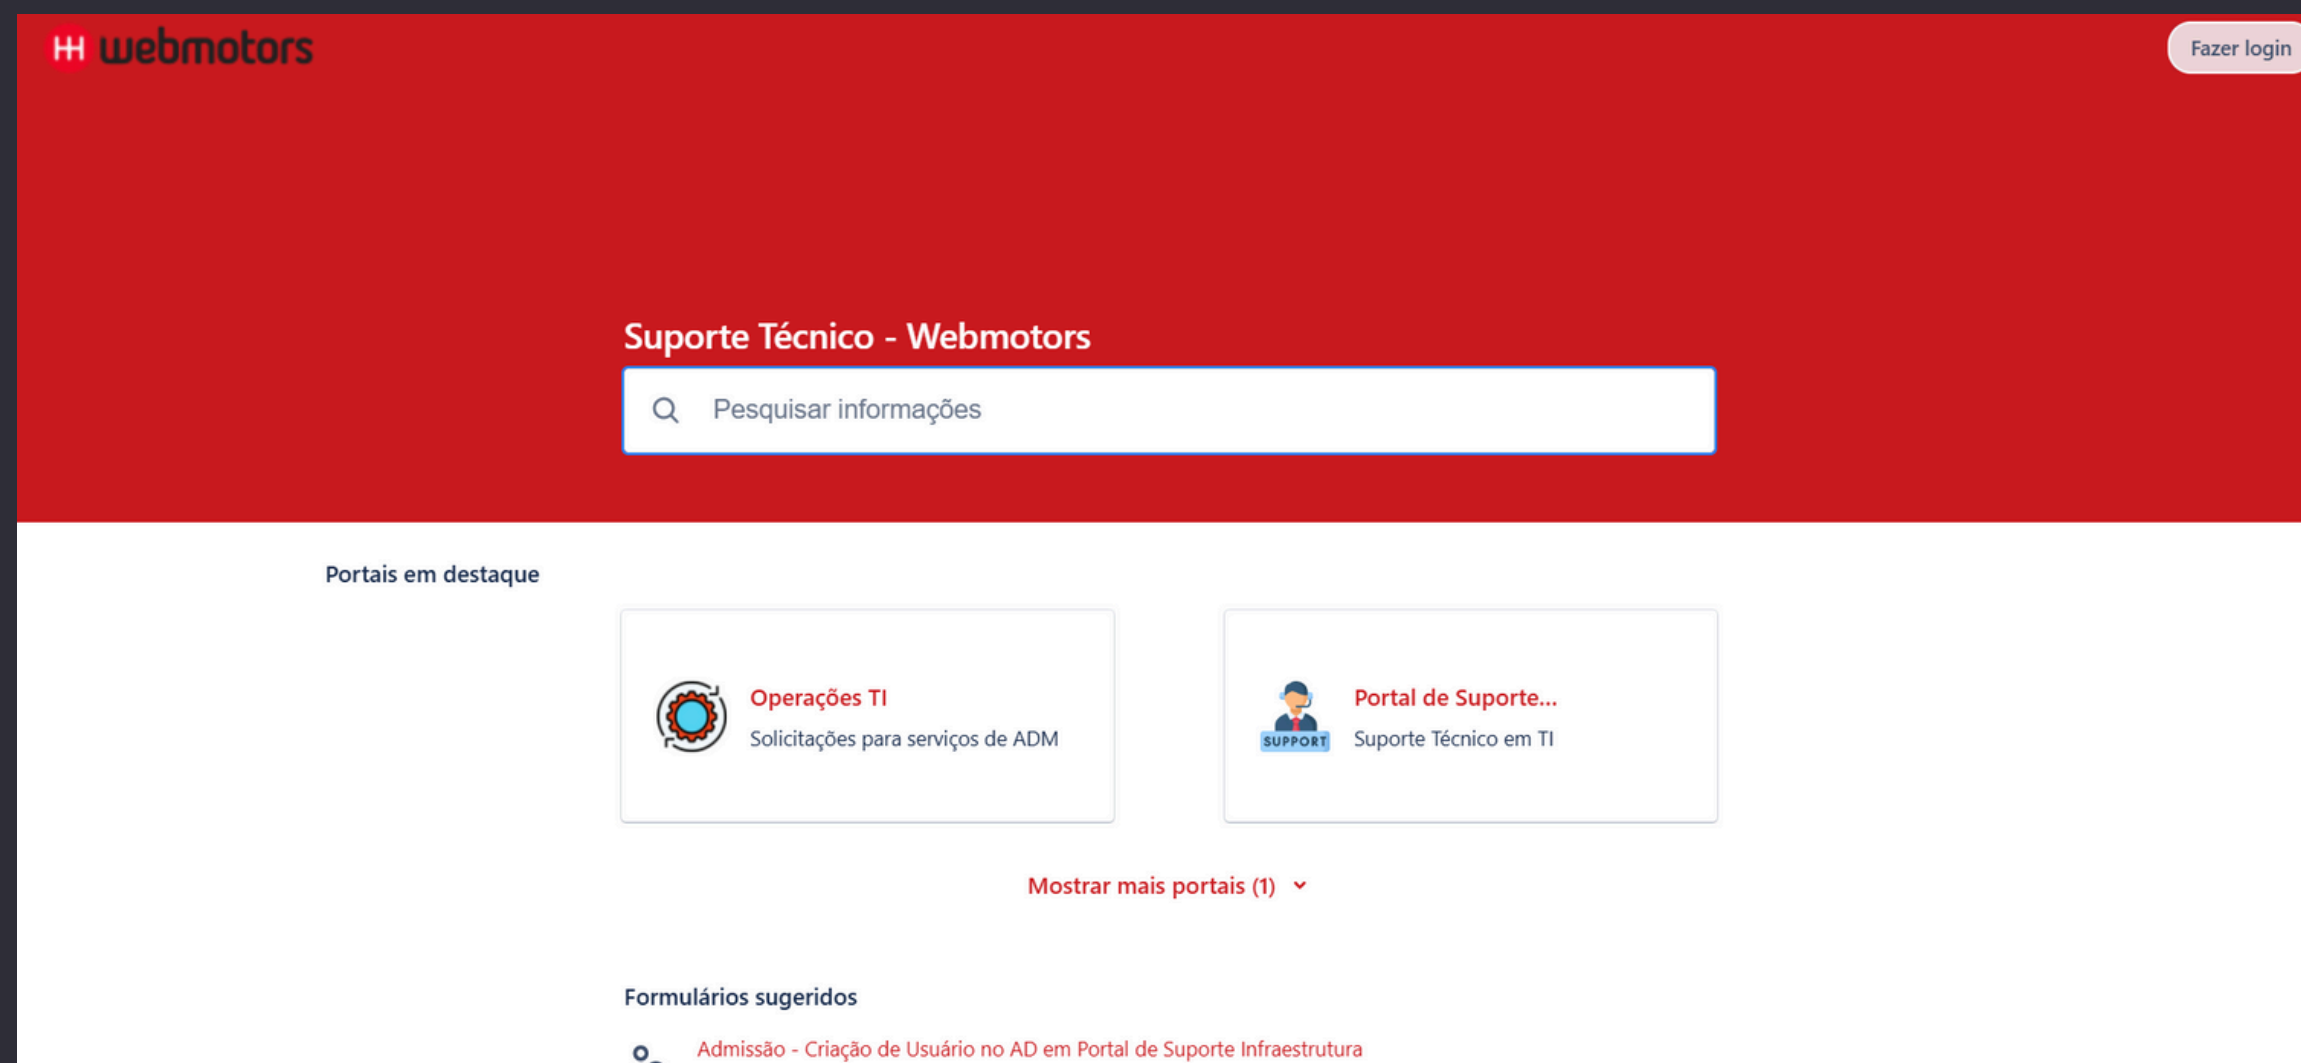 webmotors
Fazer login
Suporte Técnico - Webmotors
Pesquisar informações
Portais em destaque
Operações TI
Solicitações para serviços de ADM
SUPPORT
Portal de Suporte...
Suporte Técnico em TI
Mostrar mais portais (1)
Formulários sugeridos
Admissão - Criação de Usuário no AD em Portal de Suporte Infraestrutura